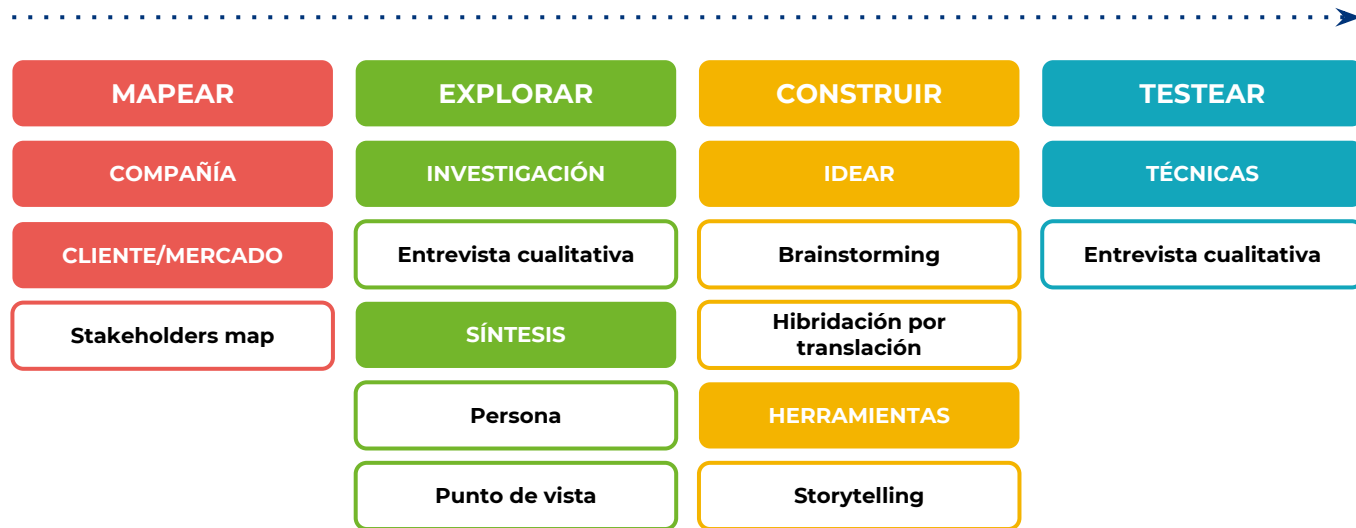 MAPEAR
COMPAÑÍA
CLIENTE/MERCADO
Stakeholders map
EXPLORAR
INVESTIGACIÓN
Entrevista cualitativa
SÍNTESIS
Persona
Punto de vista
CONSTRUIR
IDEAR
Brainstorming
Hibridación por
translación
HERRAMIENTAS
Storytelling
TESTEAR
TÉCNICAS
Entrevista cualitativa